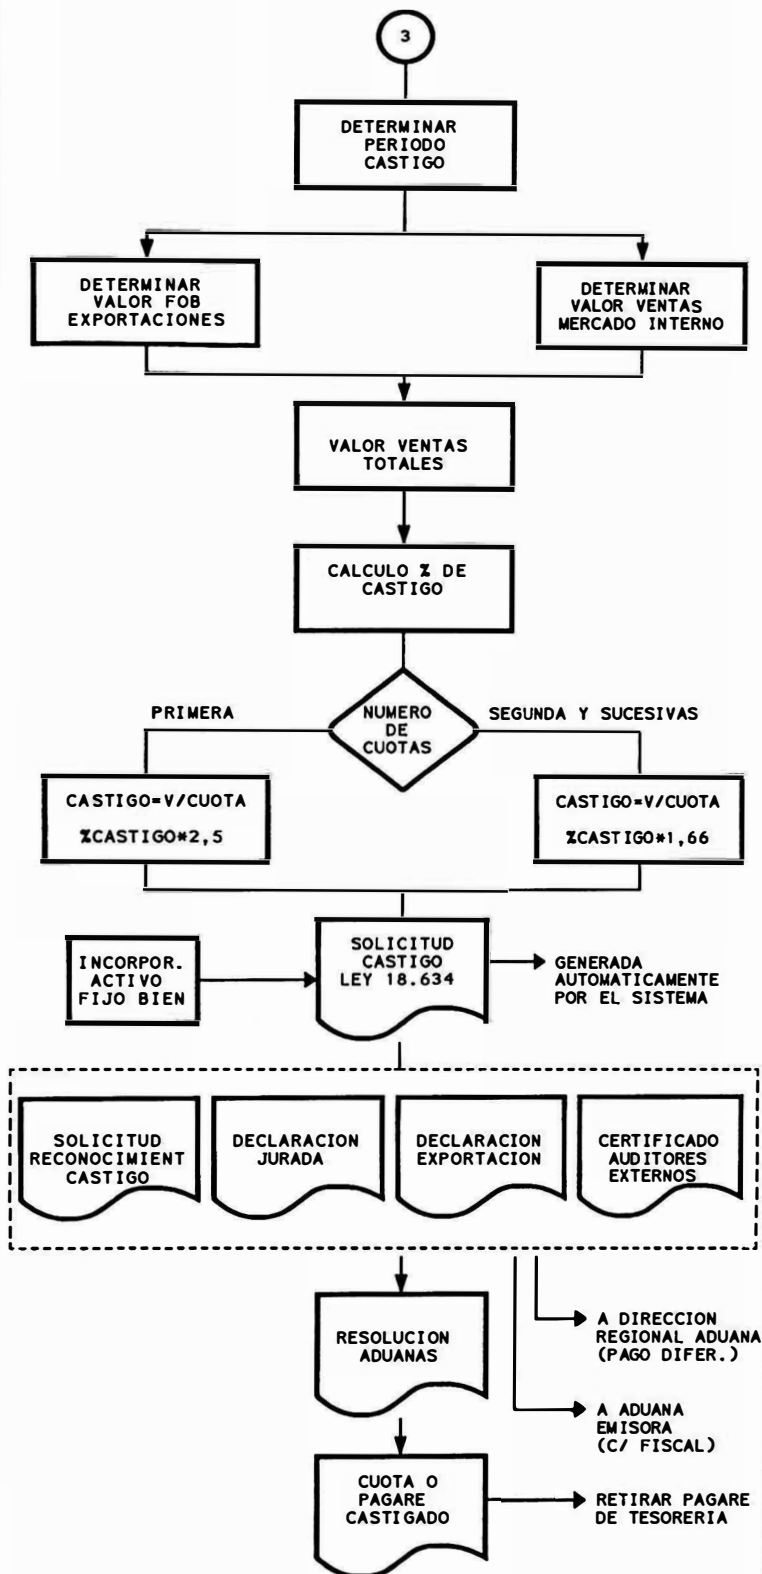 3
DETERMINAR
PERIODO
CASTIGO
DETERMINAR
VALOR FOB
EXPORTACIONES
DETERMINAR
VALOR VENTAS
MERCADO INTERNO
VALOR VENTAS
TOTALES
CALCULO % DE
CASTIGO
PRIMERA
NUMERO
DE
CUOTAS
SEGUNDA Y SUCESIVAS
CASTIGO=V/CUOTA
%CASTIGO*2,5
CASTIGO=V/CUOTA
%CASTIGO*1,66
INCORPOR.
ACTIVO
FIJO BIEN
SOLICITUD
CASTIGO
LEY 18.634
GENERADA
AUTOMATICAMENTE
POR EL SISTEMA
SOLICITUD
RECONOCIMIENT
CASTIGO
DECLARACION
JURADA
DECLARACION
EXPORTACION
CERTIFICADO
AUDITORES
EXTERNOS
RESOLUCION
ADUANAS
A DIRECCION
REGIONAL ADUANA
(PAGO DIFER.)
A ADUANA
EMISORA
(C/ FISCAL)
CUOTA O
PAGARE
CASTIGADO
RETIRAR PAGARE
DE TESORERIA